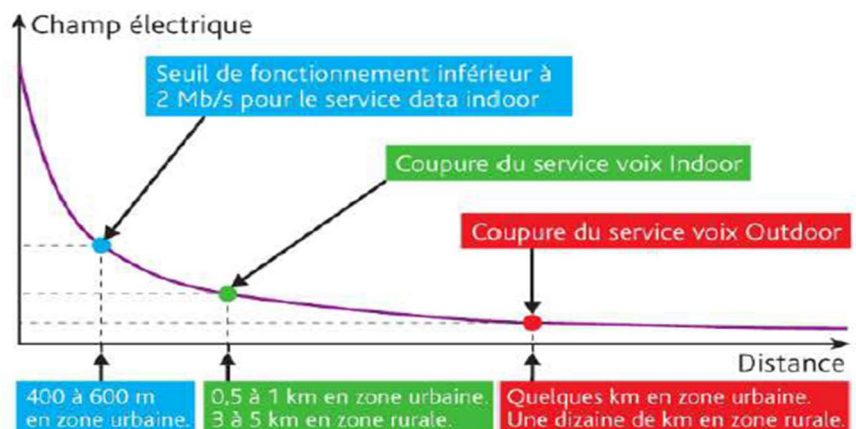 Champ électrique
Seuil de fonctionnement inférieur à
2 Mb/s pour le service data indoor
Coupure du service voix Indoor
Coupure du service voix Outdoor
Distance
400 à 600 m
en zone urbaine.
0,5 à 1 km en zone urbaine.
3 à 5 km en zone rurale.
Quelques km en zone urbaine.
Une dizaine de km en zone rurale.